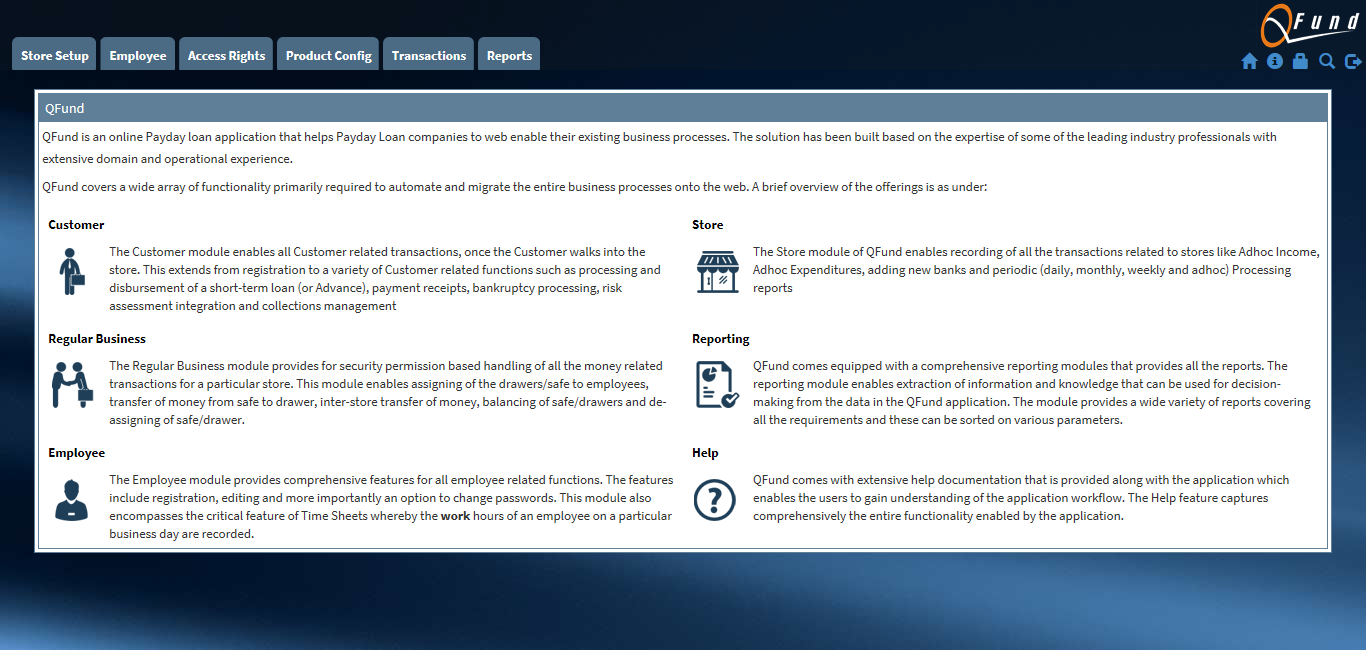 QFund
Store Setup
Employee
Access Rights
Product Config
Transactions
Reports
QFund
QFund is an online Payday loan application that helps Payday Loan companies to web enable their existing business processes. The solution has been built based on the expertise of some of the leading industry professionals with
extensive domain and operational experience.
QFund covers a wide array of functionality primarily required to automate and migrate the entire business processes onto the web. A brief overview of the offerings is as under:
Customer
The Customer module enables all Customer related transactions, once the Customer walks into the
store. This extends from registration to a variety of Customer related functions such as processing and
disbursement of a short-term loan (or Advance), payment receipts, bankruptcy processing, risk
assessment integration and collections management
Store
The Store module of QFund enables recording of all the transactions related to stores like Adhoc Income,
Adhoc Expenditures, adding new banks and periodic (daily, monthly, weekly and adhoc) Processing
reports
Regular Business
The Regular Business module provides for security permission based handling of all the money related
transactions for a particular store. This module enables assigning of the drawers/safe to employees,
transfer of money from safe to drawer, inter-store transfer of money, balancing of safe/drawers and de-
assigning of safe/drawer.
Reporting
QFund comes equipped with a comprehensive reporting modules that provides all the reports. The
reporting module enables extraction of information and knowledge that can be used for decision-
making from the data in the QFund application. The module provides a wide variety of reports covering
all the requirements and these can be sorted on various parameters.
Employee
The Employee module provides comprehensive features for all employee related functions. The features
include registration, editing and more importantly an option to change passwords. This module also
encompasses the critical feature of Time Sheets whereby the work hours of an employee on a particular
business day are recorded.
Help
QFund comes with extensive help documentation that is provided along with the application which
enables the users to gain understanding of the application workflow. The Help feature captures
comprehensively the entire functionality enabled by the application.